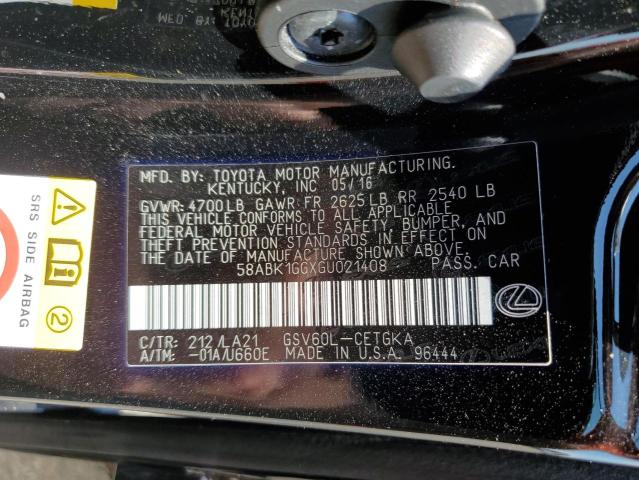 MFD. BY: TOYOTA MOTOR MANUFACTURING.
KENTUCKY, INC 05/16
GVWR: 4700LB GAWR: FR 2625LB RR 2540 LB
THIS VEHICLE CONFORMS TO ALL APPLICABLE
FEDERAL MOTOR VEHICLE SAFETY, BUMPER, AND
THEFT PREVENTION STANDARDS IN EFFECT ON
THE DATE OF MANUFACTURE SHOWN ABOVE.
58ABK1GGXGU021408 PASS. CAR
C/TR: 212/LA21 GSV60L-CETGKA
A/TM: -01A/U660E MADE IN U.S.A. 96444
SRS SIDE AIRBAG
2